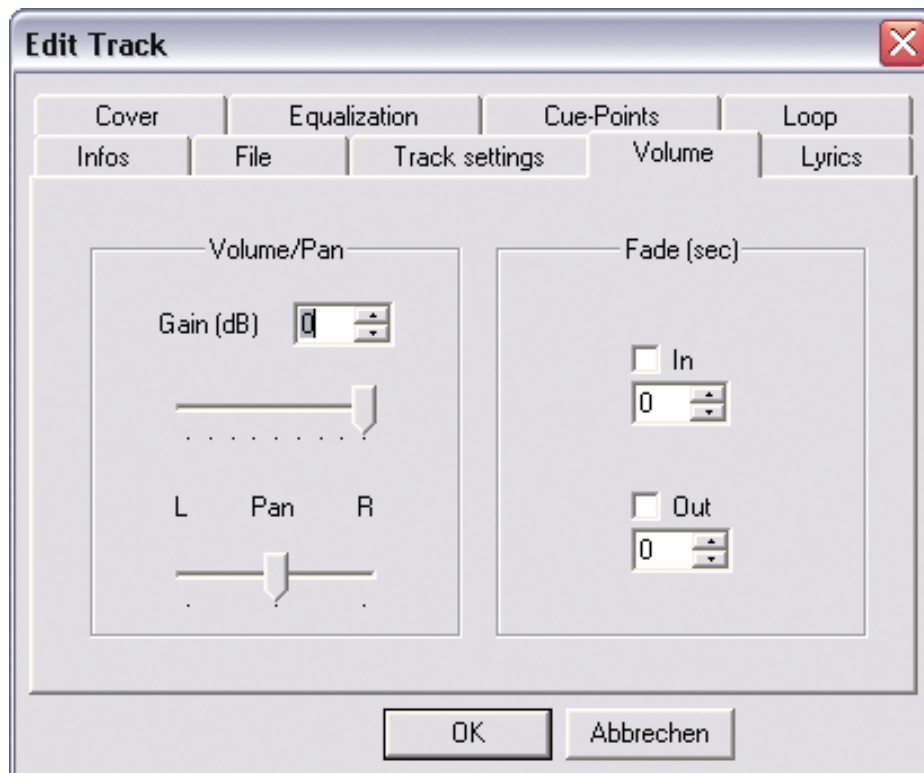 Edit Track
Cover Equalization Cue-Points Loop
Infos File Track settings Volume Lyrics
Volume/Pan
Gain (dB) 0
L Pan R
Fade (sec)
In
0
Out
0
OK Abbrechen